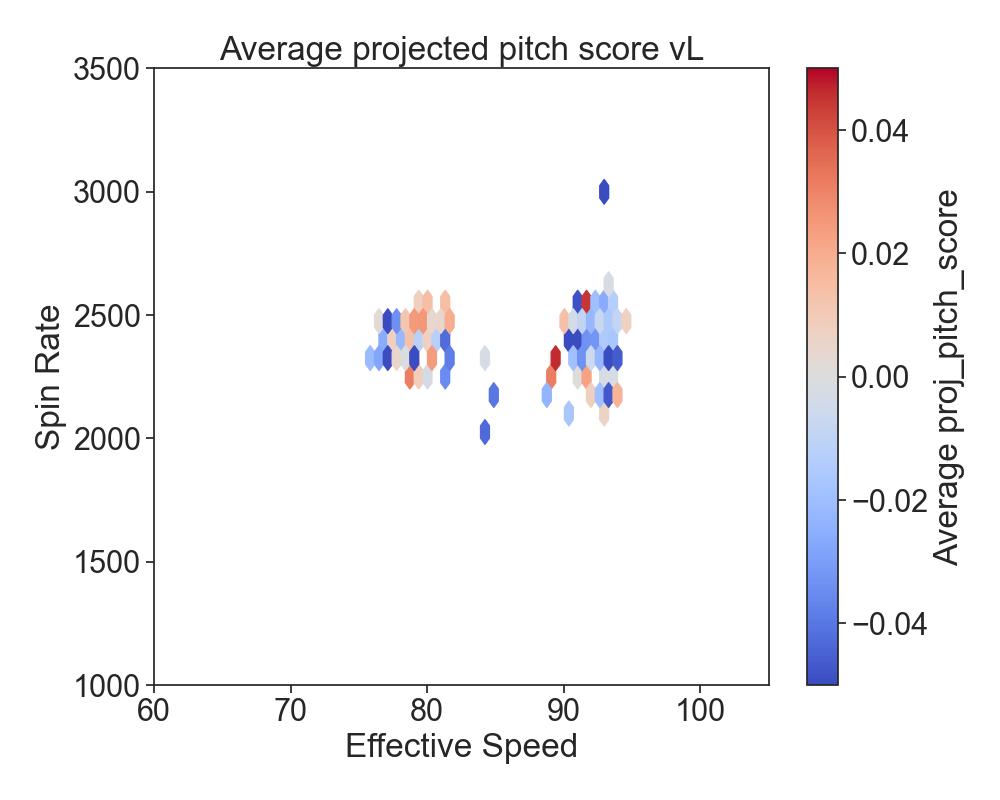 Average projected pitch score vL
3500
3000
2500
2000
1500
1000
Spin Rate
60 70 80 90 100
Effective Speed
0.04
0.02
0.00
−0.02
−0.04
Average proj_pitch_score